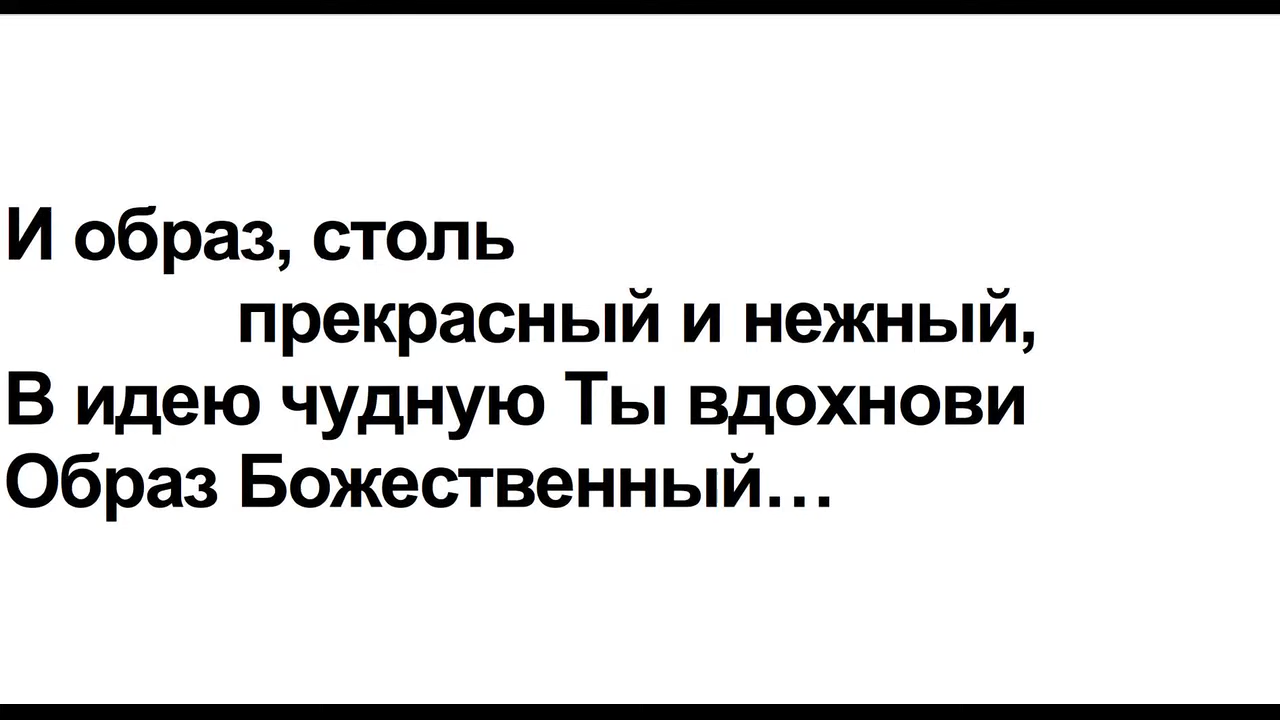 И образ, столь
прекрасный и нежный,
В идею чудную Ты вдохнови
Образ Божественный…